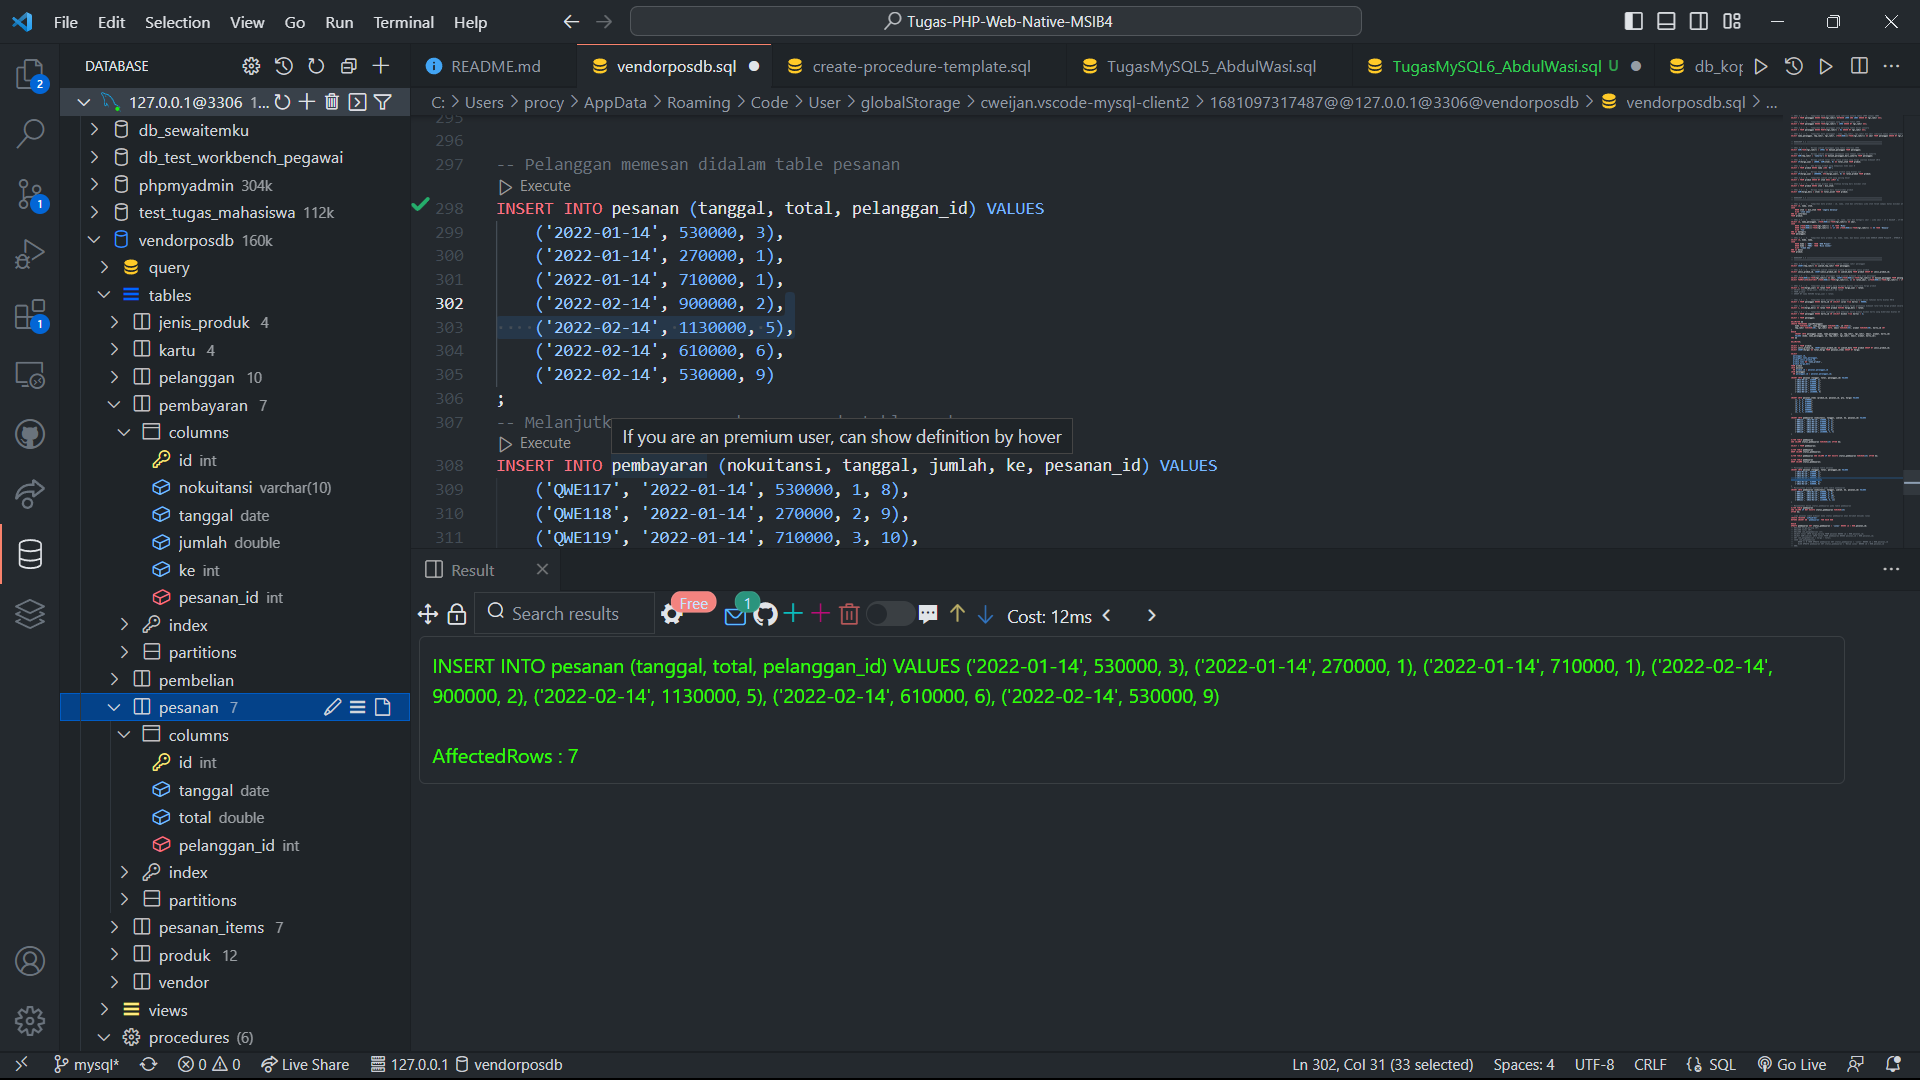 File Edit Selection View Go Run Terminal Help
Tugas-PHP-Web-Native-MSIB4
DATABASE
README.md
vendorposdb.sql
create-procedure-template.sql
TugasMySQL5_AbdulWasi.sql
TugasMySQL6_AbdulWasi.sql U
db_kop
C: > Users > procy > AppData > Roaming > Code > User > globalStorage > cweijan.vscode-mysql-client2 > 1681097317487@@127.0.0.1@3306@vendorposdb > vendorposdb.sql > ...
2
1
1
127.0.0.1@3306 1...
db_sewaitemku
db_test_workbench_pegawai
phpmyadmin 304k
test_tugas_mahasiswa 112k
vendorposdb 160k
query
tables
jenis_produk 4
kartu 4
pelanggan 10
pembayaran 7
columns
id int
nokuitansi varchar(10)
tanggal date
jumlah double
ke int
pesanan_id int
index
partitions
pembelian
pesanan 7
columns
id int
tanggal date
total double
pelanggan_id int
index
partitions
pesanan_items 7
produk 12
vendor
views
procedures (6)
295
296
297 -- Pelanggan memesan didalam table pesanan
Execute
298 INSERT INTO pesanan (tanggal, total, pelanggan_id) VALUES
299 ('2022-01-14', 530000, 3),
300 ('2022-01-14', 270000, 1),
301 ('2022-01-14', 710000, 1),
302 ('2022-02-14', 900000, 2),
303 ('2022-02-14', 1130000, 5),
304 ('2022-02-14', 610000, 6),
305 ('2022-02-14', 530000, 9)
306 ;
307 -- Melanjutk
If you are an premium user, can show definition by hover
Execute
308 INSERT INTO pembayaran (nokuitansi, tanggal, jumlah, ke, pesanan_id) VALUES
309 ('QWE117', '2022-01-14', 530000, 1, 8),
310 ('QWE118', '2022-01-14', 270000, 2, 9),
311 ('QWE119', '2022-01-14', 710000, 3, 10),
Result
Search results
Free
1
Cost: 12ms
INSERT INTO pesanan (tanggal, total, pelanggan_id) VALUES ('2022-01-14', 530000, 3), ('2022-01-14', 270000, 1), ('2022-01-14', 710000, 1), ('2022-02-14',
900000, 2), ('2022-02-14', 1130000, 5), ('2022-02-14', 610000, 6), ('2022-02-14', 530000, 9)
AffectedRows : 7
mysql* 0 0 Live Share 127.0.0.1 vendorposdb
Ln 302, Col 31 (33 selected) Spaces: 4 UTF-8 CRLF SQL Go Live